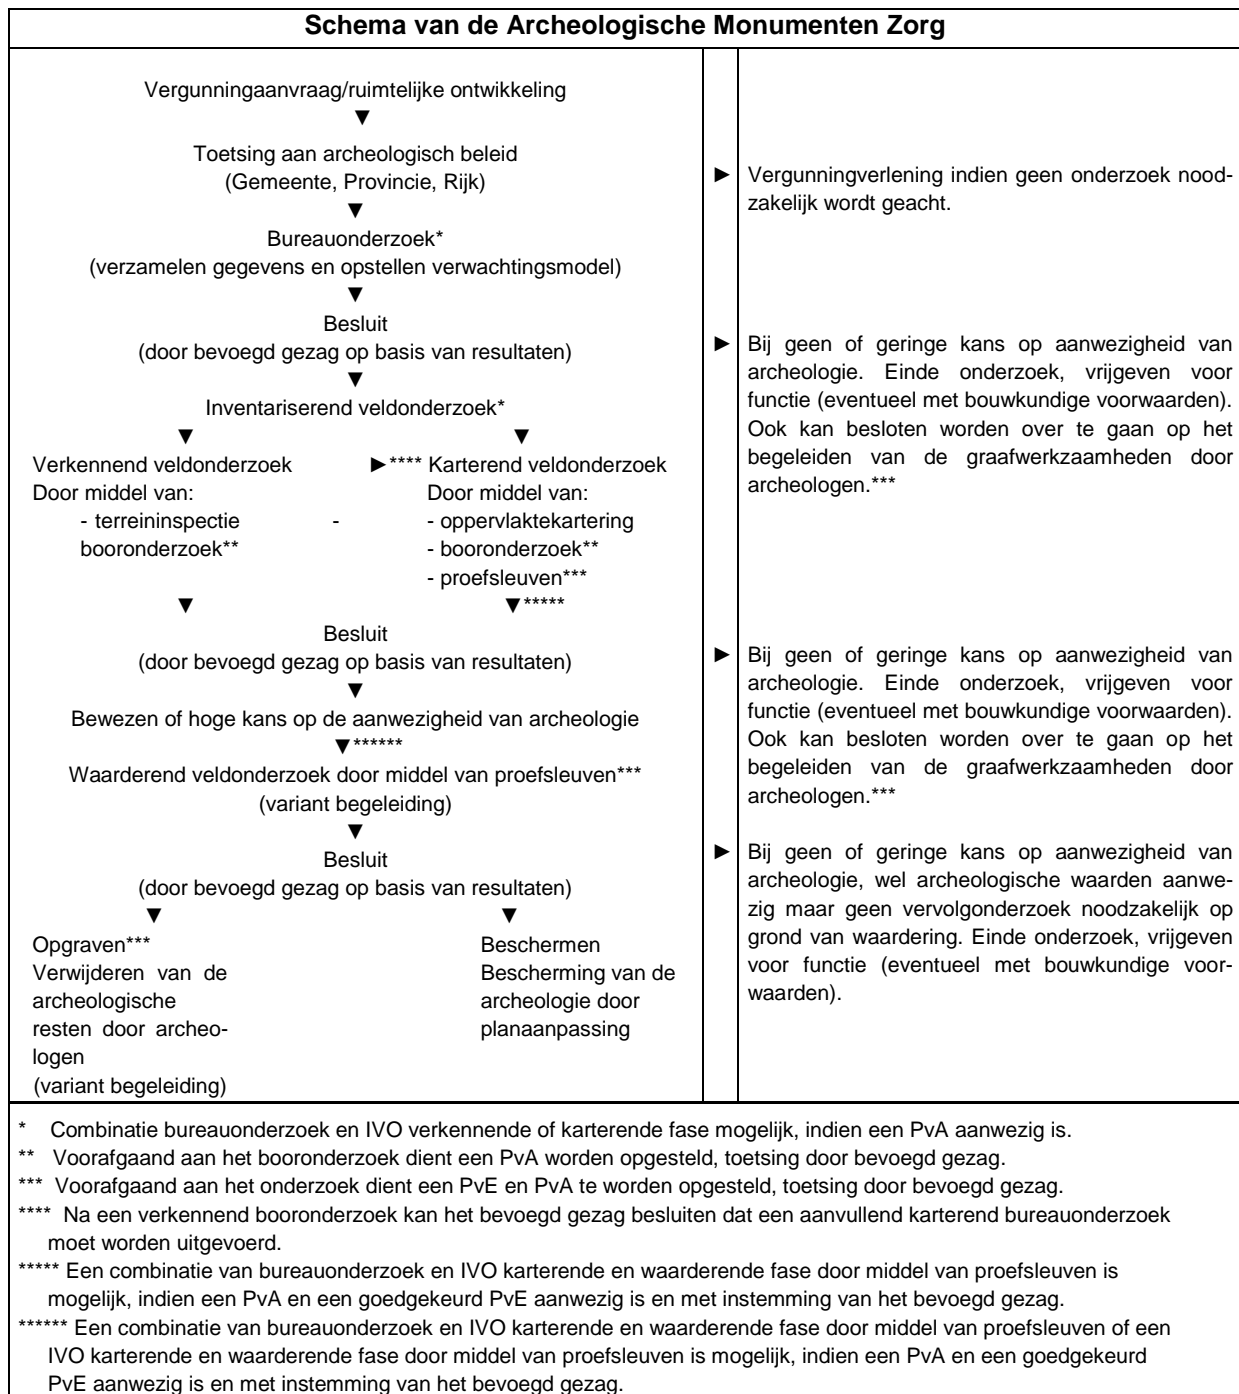 Schema van de Archeologische Monumenten Zorg
Vergunningaanvraag/ruimtelijke ontwikkeling
▼
Toetsing aan archeologisch beleid
(Gemeente, Provincie, Rijk)
▼
Bureauonderzoek*
(verzamelen gegevens en opstellen verwachtingsmodel)
▼
Besluit
(door bevoegd gezag op basis van resultaten)
▼
Inventariserend veldonderzoek*
▼ ▼
Verkennend veldonderzoek ►**** Karterend veldonderzoek
Door middel van: Door middel van:
- terreininspectie - - oppervlaktekartering
booronderzoek** - booronderzoek**
- proefsleuven***
▼ ▼*****
Besluit
(door bevoegd gezag op basis van resultaten)
▼
Bewezen of hoge kans op de aanwezigheid van archeologie
▼******
Waarderend veldonderzoek door middel van proefsleuven***
(variant begeleiding)
▼
Besluit
(door bevoegd gezag op basis van resultaten)
▼ ▼
Opgraven*** Beschermen
Verwijderen van de Bescherming van de
archeologische archeologie door
resten door archeo- planaanpassing
logen
(variant begeleiding)
► Vergunningverlening indien geen onderzoek nood-
zakelijk wordt geacht.
► Bij geen of geringe kans op aanwezigheid van
archeologie. Einde onderzoek, vrijgeven voor
functie (eventueel met bouwkundige voorwaarden).
Ook kan besloten worden over te gaan op het
begeleiden van de graafwerkzaamheden door
archeologen.***
► Bij geen of geringe kans op aanwezigheid van
archeologie. Einde onderzoek, vrijgeven voor
functie (eventueel met bouwkundige voorwaarden).
Ook kan besloten worden over te gaan op het
begeleiden van de graafwerkzaamheden door
archeologen.***
► Bij geen of geringe kans op aanwezigheid van
archeologie, wel archeologische waarden aanwe-
zig maar geen vervolgonderzoek noodzakelijk op
grond van waardering. Einde onderzoek, vrijgeven
voor functie (eventueel met bouwkundige voor-
waarden).
* Combinatie bureauonderzoek en IVO verkennende of karterende fase mogelijk, indien een PvA aanwezig is.
** Voorafgaand aan het booronderzoek dient een PvA worden opgesteld, toetsing door bevoegd gezag.
*** Voorafgaand aan het onderzoek dient een PvE en PvA te worden opgesteld, toetsing door bevoegd gezag.
**** Na een verkennend booronderzoek kan het bevoegd gezag besluiten dat een aanvullend karterend bureauonderzoek
moet worden uitgevoerd.
***** Een combinatie van bureauonderzoek en IVO karterende en waarderende fase door middel van proefsleuven is
mogelijk, indien een PvA en een goedgekeurd PvE aanwezig is en met instemming van het bevoegd gezag.
****** Een combinatie van bureauonderzoek en IVO karterende en waarderende fase door middel van proefsleuven of een
IVO karterende en waarderende fase door middel van proefsleuven is mogelijk, indien een PvA en een goedgekeurd
PvE aanwezig is en met instemming van het bevoegd gezag.